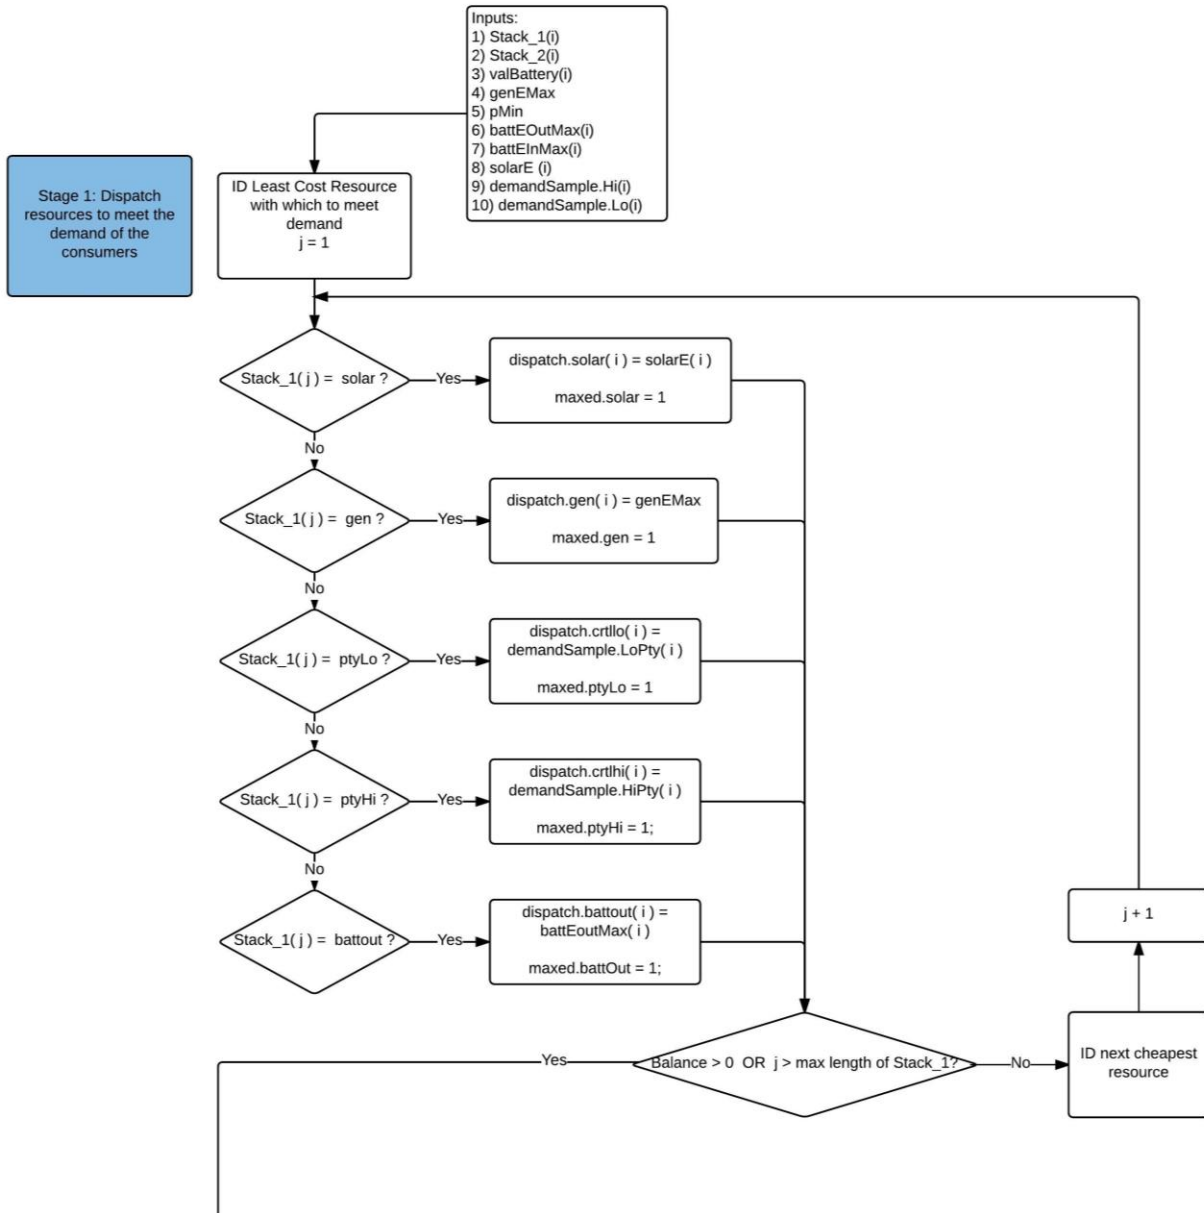 Inputs:
1) Stack_1(i)
2) Stack_2(i)
3) valBattery(i)
4) genEMax
5) pMin
6) battEOutMax(i)
7) battEInMax(i)
8) solarE (i)
9) demandSample.Hi(i)
10) demandSample.Lo(i)
Stage 1: Dispatch
resources to meet the
demand of the
consumers
ID Least Cost Resource
with which to meet
demand
j = 1
Stack_1( j ) = solar ?
Yes
dispatch.solar( i ) = solarE( i )
maxed.solar = 1
No
Stack_1( j ) = gen ?
Yes
dispatch.gen( i ) = genEMax
maxed.gen = 1
No
Stack_1( j ) = ptyLo ?
Yes
dispatch.crtllo( i ) =
demandSample.LoPty( i )
maxed.ptyLo = 1
No
Stack_1( j ) = ptyHi ?
Yes
dispatch.crtlhi( i ) =
demandSample.HiPty( i )
maxed.ptyHi = 1;
No
Stack_1( j ) = battout ?
Yes
dispatch.battout( i ) =
battEoutMax( i )
maxed.battOut = 1;
j + 1
Yes
Balance > 0 OR j > max length of Stack_1?
No
ID next cheapest
resource